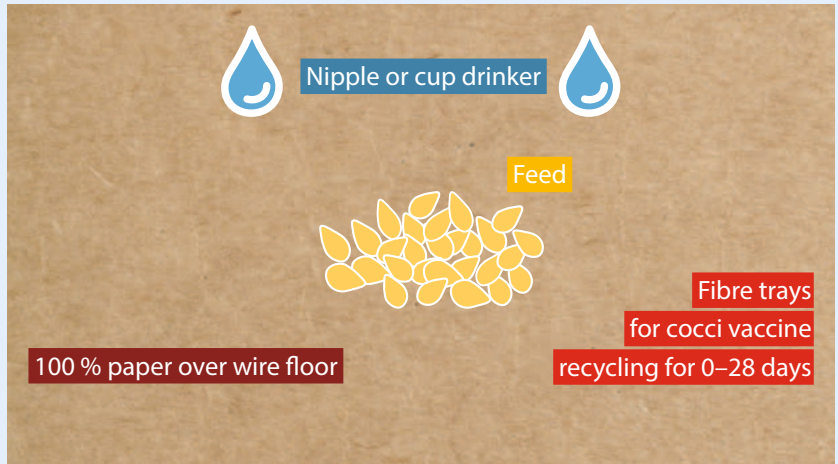 Nipple or cup drinker
Feed
Fibre trays
for cocci vaccine
recycling for 0–28 days
100 % paper over wire floor